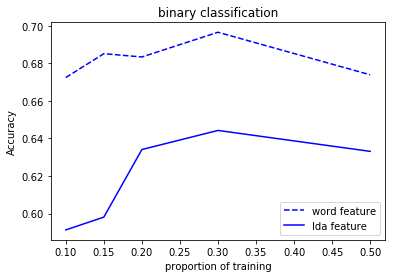 binary classification
Accuracy
0.70
0.68
0.66
0.64
0.62
0.60
word feature
lda feature
0.10 0.15 0.20 0.25 0.30 0.35 0.40 0.45 0.50
proportion of training